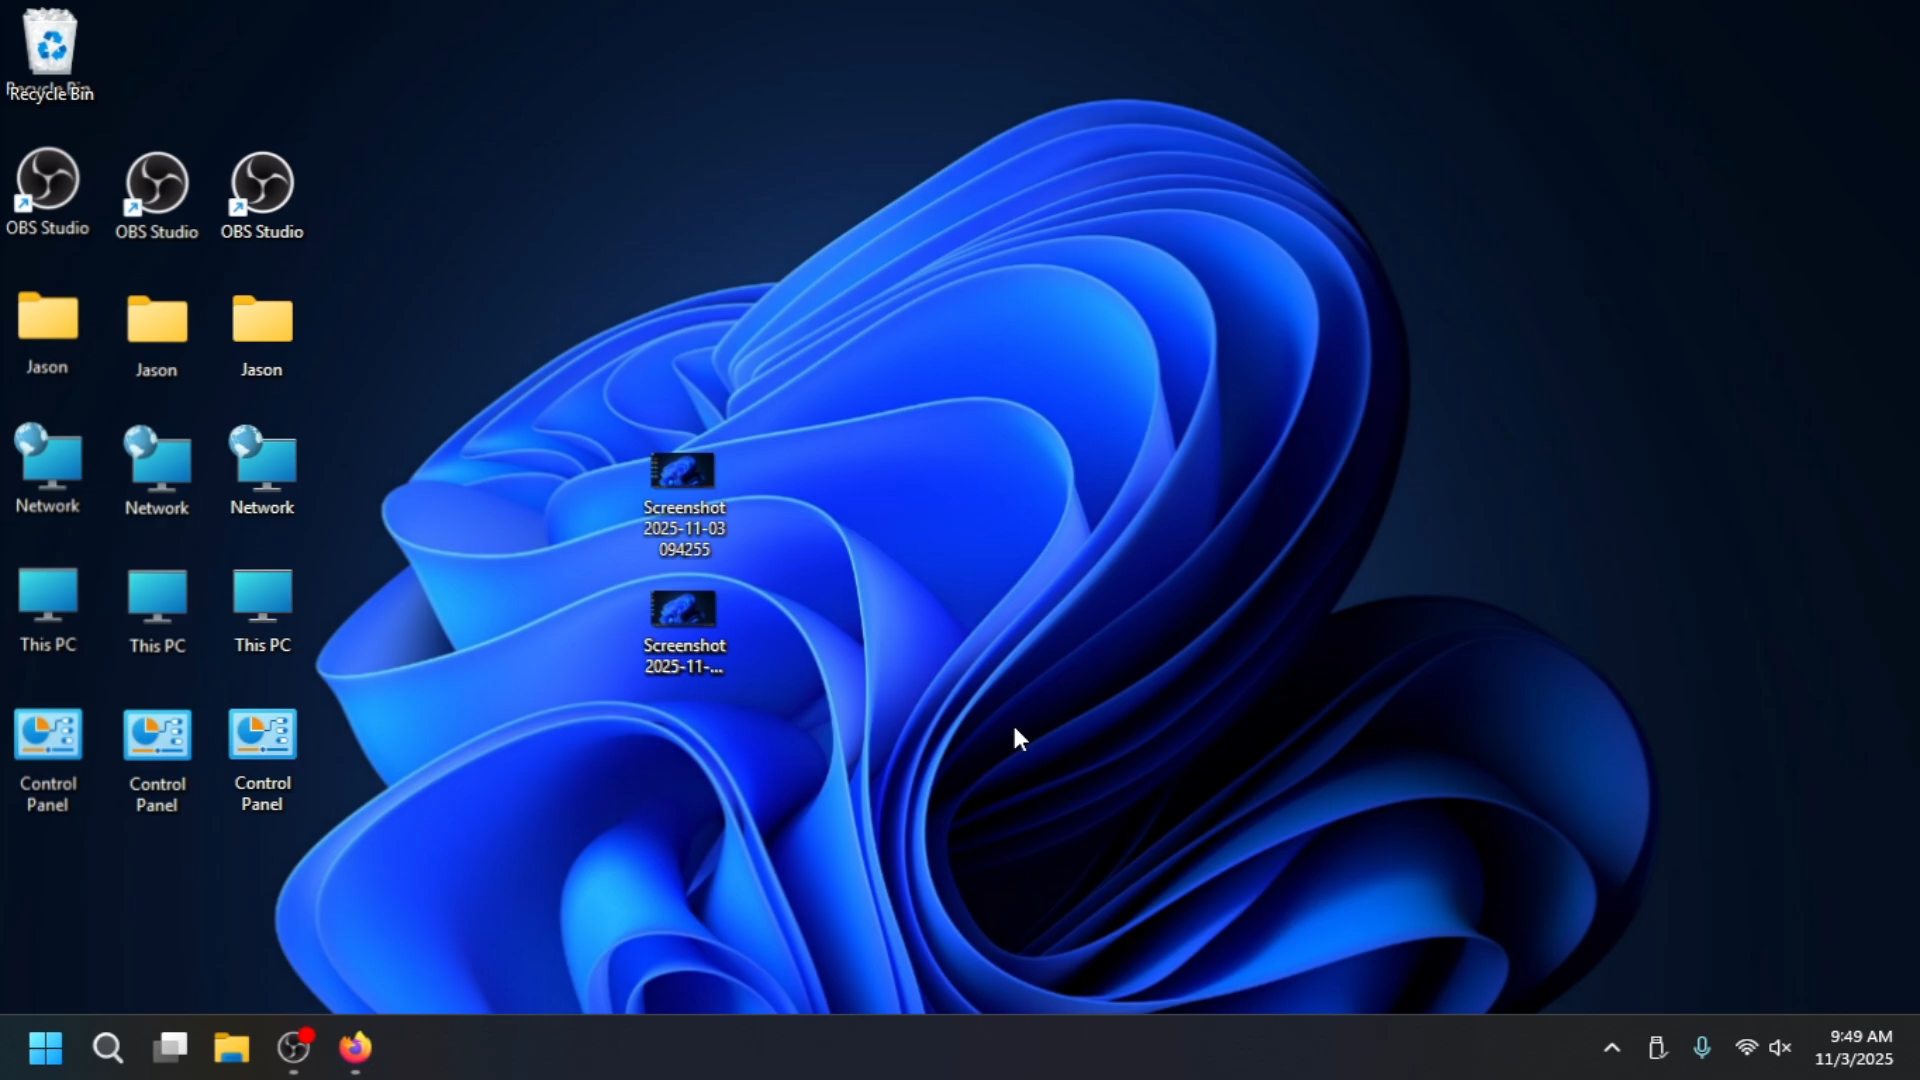 Recycle Bin
Recycle Bin
OBS Studio
OBS Studio
OBS Studio
Jason
Jason
Jason
Network
Network
Network
Screenshot
2025-11-03
094255
This PC
This PC
This PC
Screenshot
2025-11-...
Control
Panel
Control
Panel
Control
Panel
9:49 AM
11/3/2025